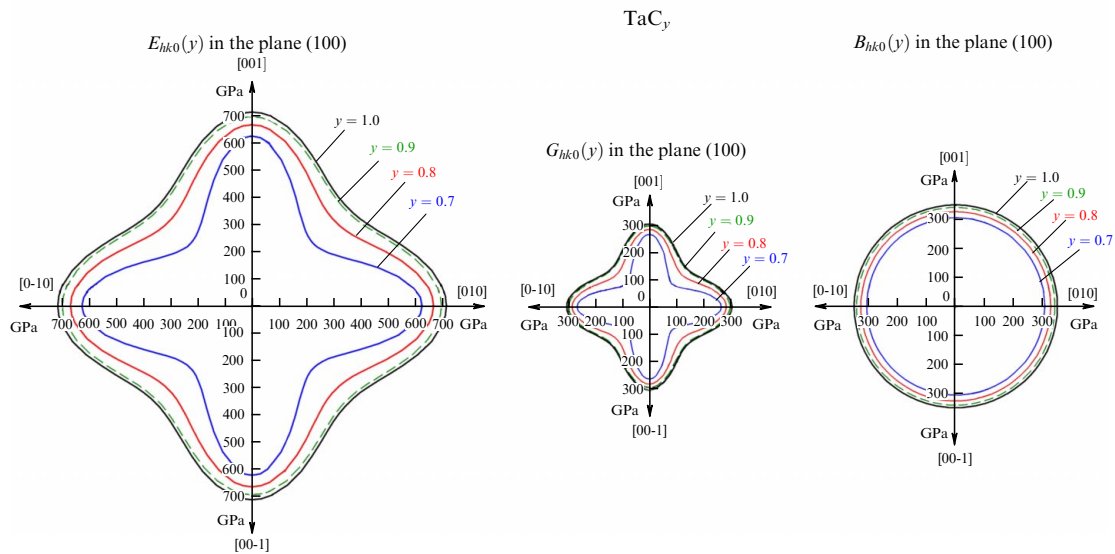 TaC_y
E_hk0(y) in the plane (100)
[001]
GPa
700
600
500
400
300
200
100
0
y = 1.0
y = 0.9
y = 0.8
y = 0.7
[0-10]
[010]
GPa
700 600
400
300
200
100
100 200 300 400 500 600 700
GPa
100
200
300
400
500
600
700
GPa
[00-1]
G_hk0(y) in the plane (100)
[001]
GPa
300
200
100
0
y = 1.0
y = 0.9
y = 0.8
y = 0.7
[0-10]
[010]
GPa
300 200 100
100 200 300
GPa
100
200
300
GPa
[00-1]
B_hk0(y) in the plane (100)
[001]
GPa
300
200
100
0
y = 1.0
y = 0.9
y = 0.8
y = 0.7
[0-10]
[010]
GPa
300 200 100
100 200 300
GPa
100
200
300
GPa
[00-1]